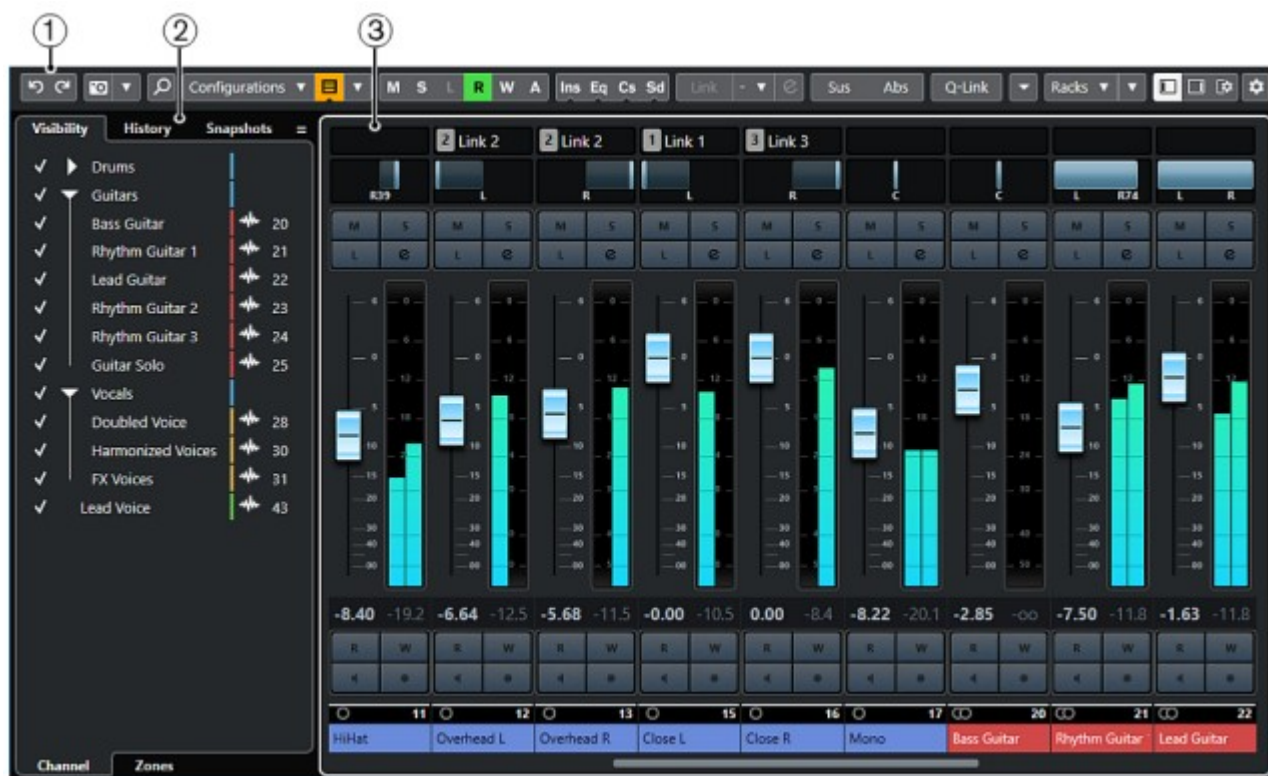 1 2 3
Configurations M S L R W A Ins Eq Cs Sd Link - Sus Abs Q-Link Racks
Visibility History Snapshots
Drums
Guitars
Bass Guitar 20
Rhythm Guitar 1 21
Lead Guitar 22
Rhythm Guitar 2 23
Rhythm Guitar 3 24
Guitar Solo 25
Vocals
Doubled Voice 28
Harmonized Voices 30
FX Voices 31
Lead Voice 43
Channel Zones
2 Link 2 2 Link 2 1 Link 1 3 Link 3
R39 L R L R C C L R74 L R
M S M S M S M S M S M S M S M S M S
L e L e L e L e L e L e L e L e L e
-8.40 -19.2 -6.64 -12.5 -5.68 -11.5 -0.00 -10.5 0.00 -8.4 -8.22 -20.1 -2.85 -oo -7.50 -11.8 -1.63 -11.8
R W R W R W R W R W R W R W R W R W
11 12 13 15 16 17 20 21 22
HiHat Overhead L Overhead R Close L Close R Mono Bass Guitar Rhythm Guitar Lead Guitar